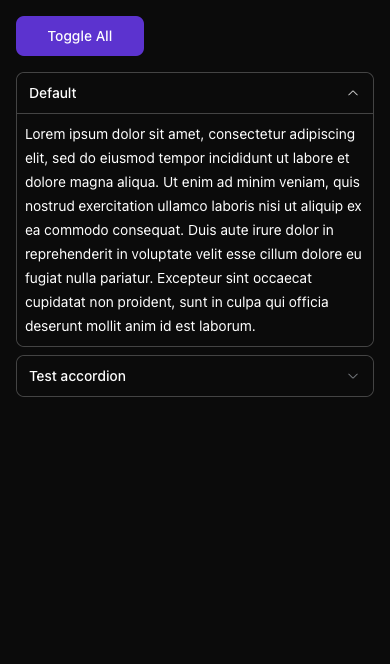 Toggle All
Default
Lorem ipsum dolor sit amet, consectetur adipiscing
elit, sed do eiusmod tempor incididunt ut labore et
dolore magna aliqua. Ut enim ad minim veniam, quis
nostrud exercitation ullamco laboris nisi ut aliquip ex
ea commodo consequat. Duis aute irure dolor in
reprehenderit in voluptate velit esse cillum dolore eu
fugiat nulla pariatur. Excepteur sint occaecat
cupidatat non proident, sunt in culpa qui officia
deserunt mollit anim id est laborum.
Test accordion